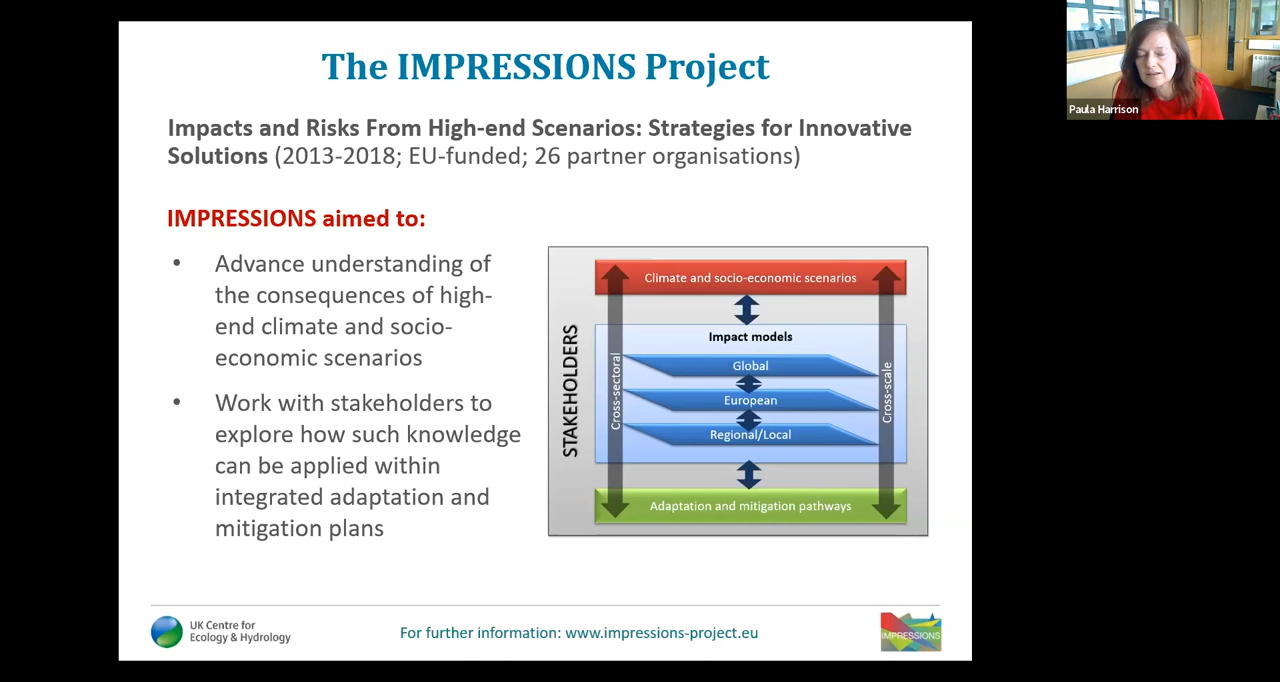 The IMPRESSIONS Project
Impacts and Risks From High-end Scenarios: Strategies for Innovative
Solutions (2013-2018; EU-funded; 26 partner organisations)
IMPRESSIONS aimed to:
• Advance understanding of
the consequences of high-
end climate and socio-
economic scenarios
• Work with stakeholders to
explore how such knowledge
can be applied within
integrated adaptation and
mitigation plans
STAKEHOLDERS
Climate and socio-economic scenarios
Cross-sectoral
Impact models
Global
European
Regional/Local
Cross-scale
Adaptation and mitigation pathways
UK Centre for
Ecology & Hydrology
For further information: www.impressions-project.eu
IMPRESSIONS
Paula Harrison